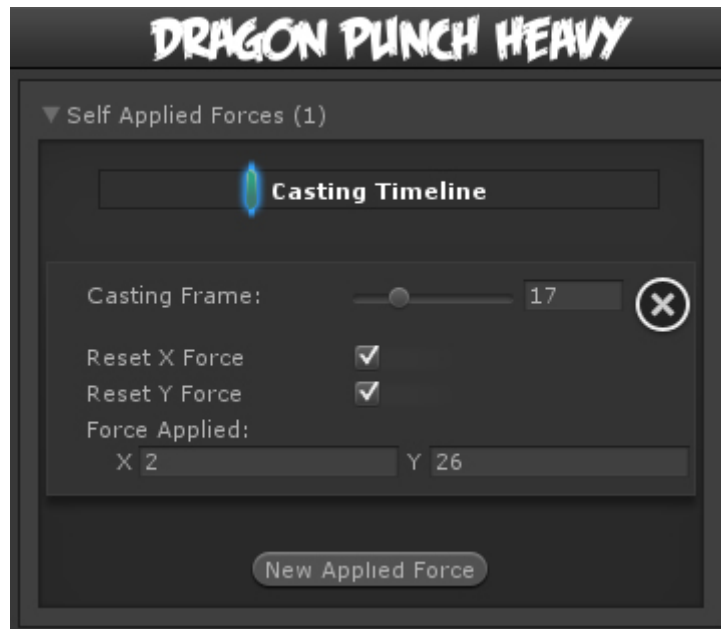 DRAGON PUNCH HEAVY
Self Applied Forces (1)
Casting Timeline
Casting Frame: 17
Reset X Force
Reset Y Force
Force Applied:
X 2 Y 26
New Applied Force